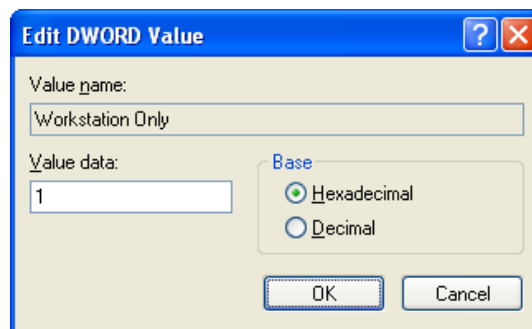 Edit DWORD Value
Value name:
Workstation Only
Value data:
1
Base
Hexadecimal
Decimal
OK
Cancel